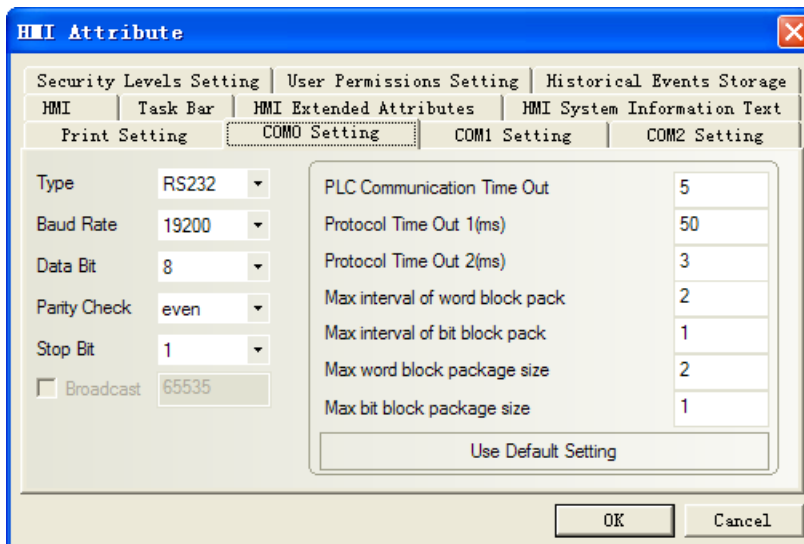 HMI Attribute
Security Levels Setting User Permissions Setting Historical Events Storage
HMI Task Bar HMI Extended Attributes HMI System Information Text
Print Setting COM0 Setting COM1 Setting COM2 Setting
Type RS232
Baud Rate 19200
Data Bit 8
Parity Check even
Stop Bit 1
Broadcast 65535
PLC Communication Time Out 5
Protocol Time Out 1(ms) 50
Protocol Time Out 2(ms) 3
Max interval of word block pack 2
Max interval of bit block pack 1
Max word block package size 2
Max bit block package size 1
Use Default Setting
OK Cancel